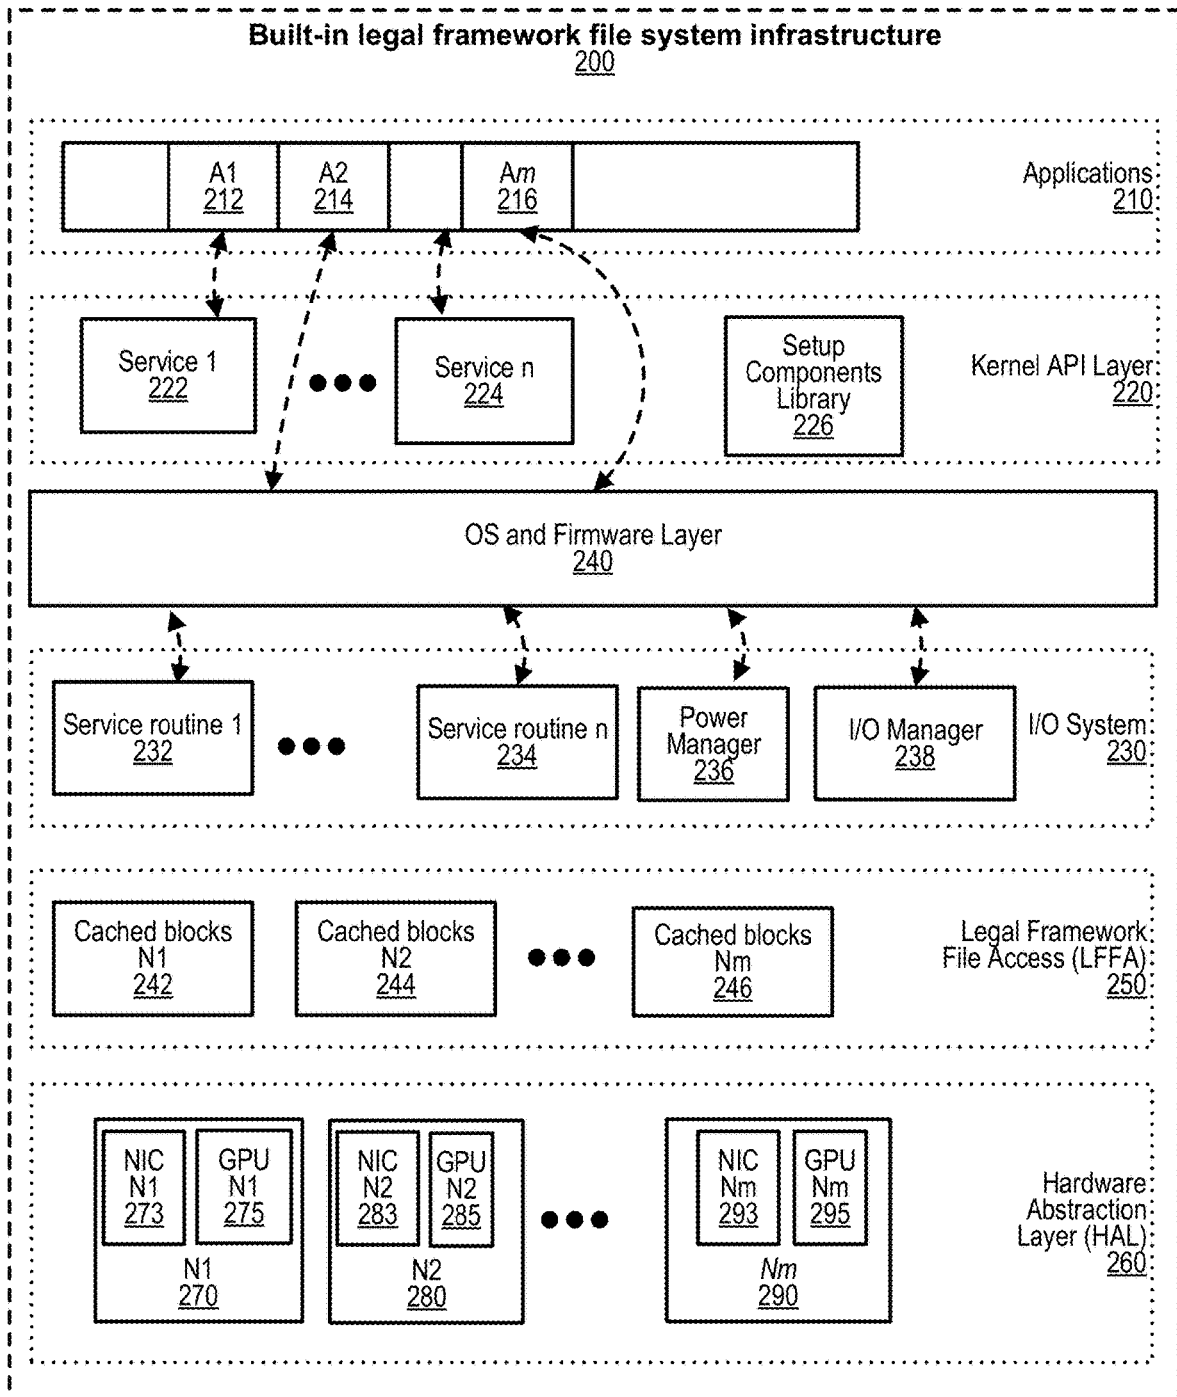 Built-in legal framework file system infrastructure
200
A1
212
A2
214
Am
216
Applications
210
Service 1
222
Service n
224
Setup
Components
Library
226
Kernel API Layer
220
OS and Firmware Layer
240
Service routine 1
232
Service routine n
234
Power
Manager
236
I/O Manager
238
I/O System
230
Cached blocks
N1
242
Cached blocks
N2
244
Cached blocks
Nm
246
Legal Framework
File Access (LFFA)
250
NIC
N1
273
GPU
N1
275
N1
270
NIC
N2
283
GPU
N2
285
N2
280
NIC
Nm
293
GPU
Nm
295
Nm
290
Hardware
Abstraction
Layer (HAL)
260